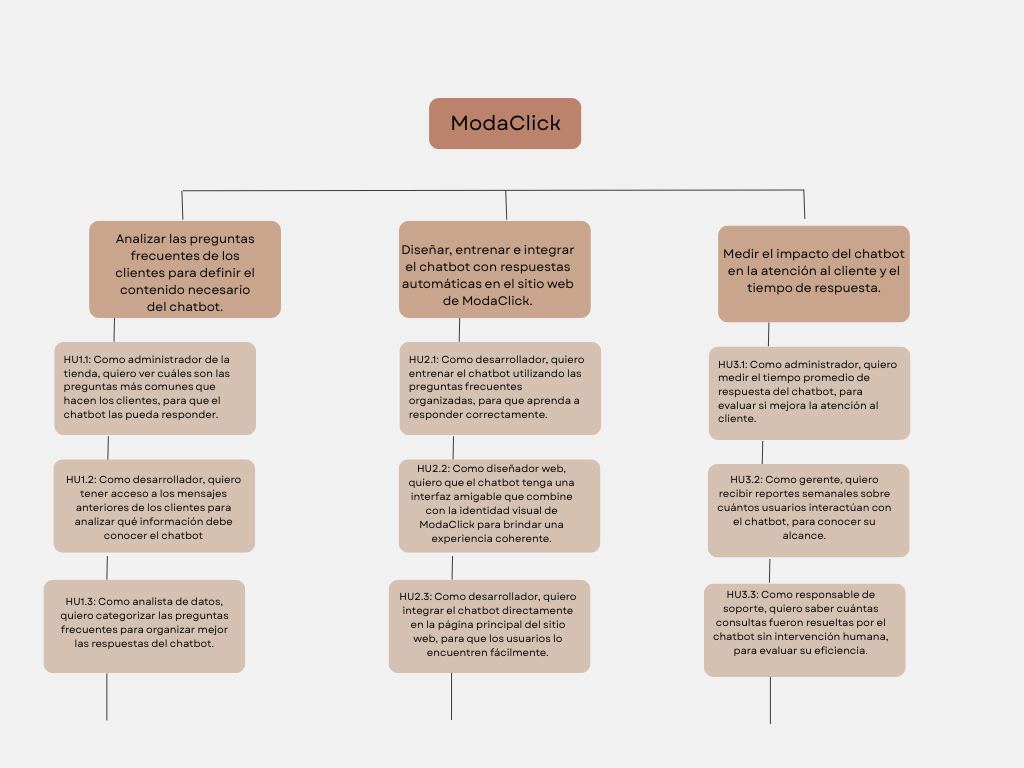 ModaClick
Analizar las preguntas
frecuentes de los
clientes para definir el
contenido necesario
del chatbot.
HU1.1: Como administrador de la
tienda, quiero ver cuáles son las
preguntas más comunes que
hacen los clientes, para que el
chatbot las pueda responder.
HU1.2: Como desarrollador, quiero
tener acceso a los mensajes
anteriores de los clientes para
analizar qué información debe
conocer el chatbot
HU1.3: Como analista de datos,
quiero categorizar las preguntas
frecuentes para organizar mejor
las respuestas del chatbot.
Diseñar, entrenar e integrar
el chatbot con respuestas
automáticas en el sitio web
de ModaClick.
HU2.1: Como desarrollador, quiero
entrenar el chatbot utilizando las
preguntas frecuentes
organizadas, para que aprenda a
responder correctamente.
HU2.2: Como diseñador web,
quiero que el chatbot tenga una
interfaz amigable que combine
con la identidad visual de
ModaClick para brindar una
experiencia coherente.
HU2.3: Como desarrollador, quiero
integrar el chatbot directamente
en la página principal del sitio
web, para que los usuarios lo
encuentren fácilmente.
Medir el impacto del chatbot
en la atención al cliente y el
tiempo de respuesta.
HU3.1: Como administrador, quiero
medir el tiempo promedio de
respuesta del chatbot, para
evaluar si mejora la atención al
cliente.
HU3.2: Como gerente, quiero
recibir reportes semanales sobre
cuántos usuarios interactúan con
el chatbot, para conocer su
alcance.
HU3.3: Como responsable de
soporte, quiero saber cuántas
consultas fueron resueltas por el
chatbot sin intervención humana,
para evaluar su eficiencia.